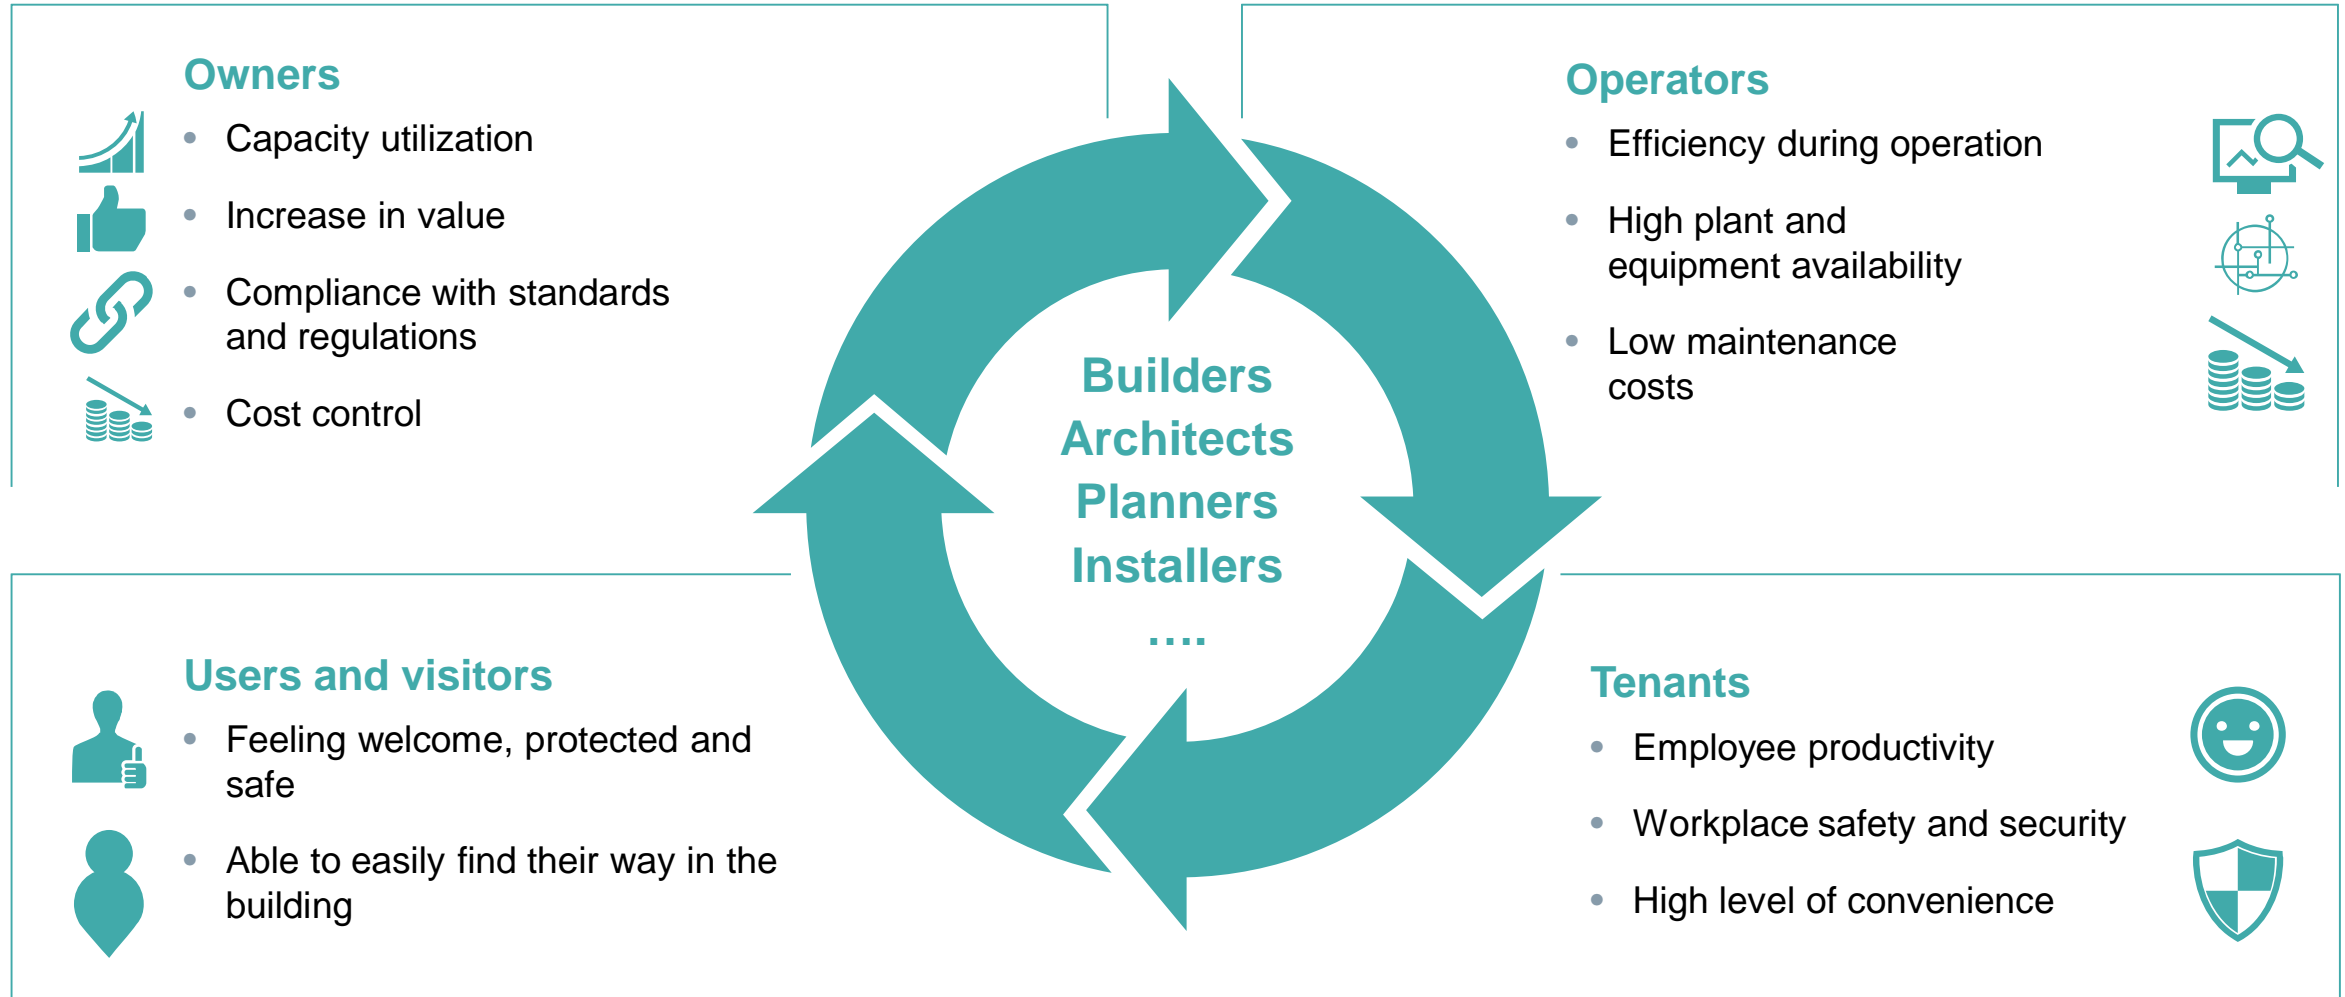 Owners
• Capacity utilization
• Increase in value
• Compliance with standards
and regulations
• Cost control
Operators
• Efficiency during operation
• High plant and
equipment availability
• Low maintenance
costs
Builders
Architects
Planners
Installers
....
Users and visitors
• Feeling welcome, protected and
safe
• Able to easily find their way in the
building
Tenants
• Employee productivity
• Workplace safety and security
• High level of convenience